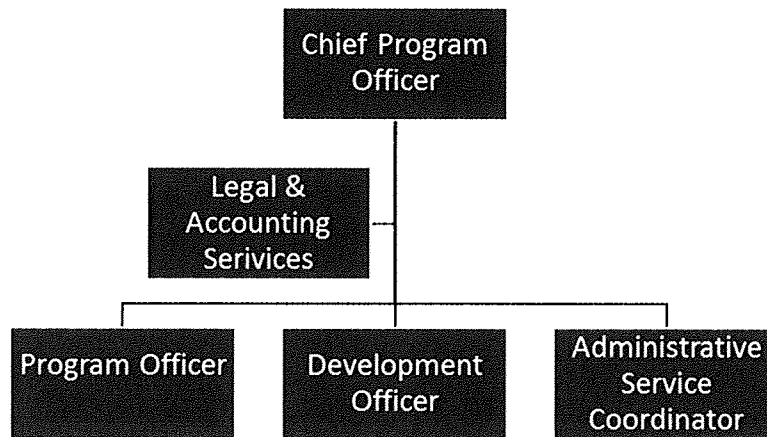 Chief Program
Officer
Legal &
Accounting
Serivices
Program Officer
Development
Officer
Administrative
Service
Coordinator